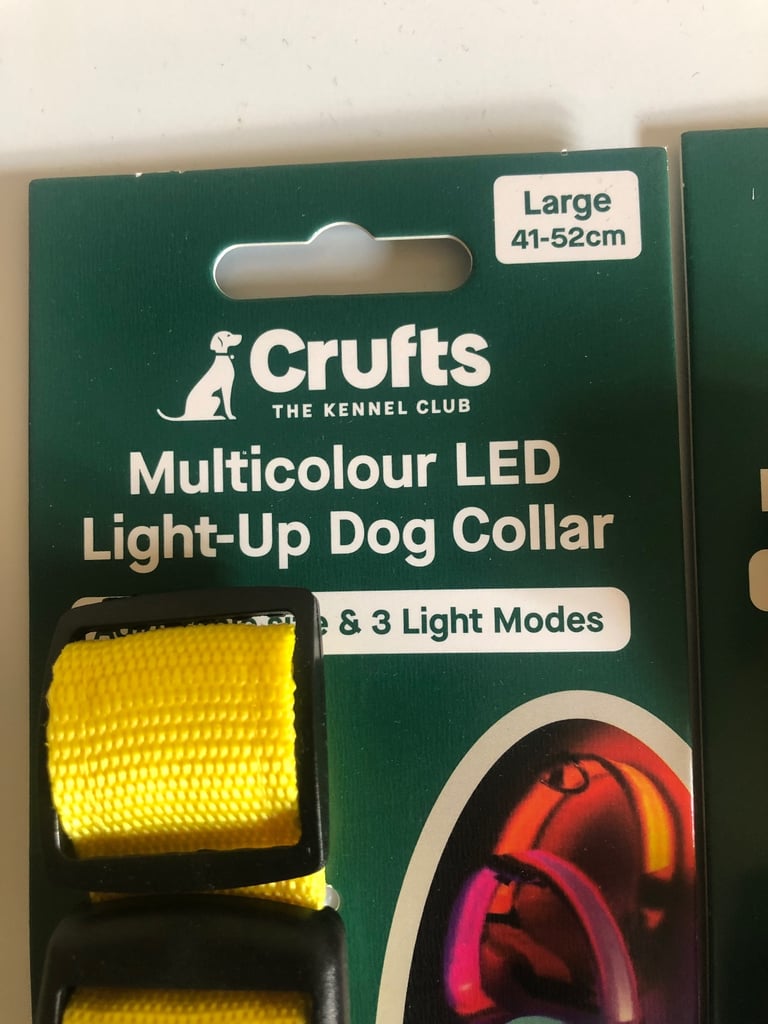 Large
41-52cm
Crufts
THE KENNEL CLUB
Multicolour LED
Light-Up Dog Collar
& 3 Light Modes